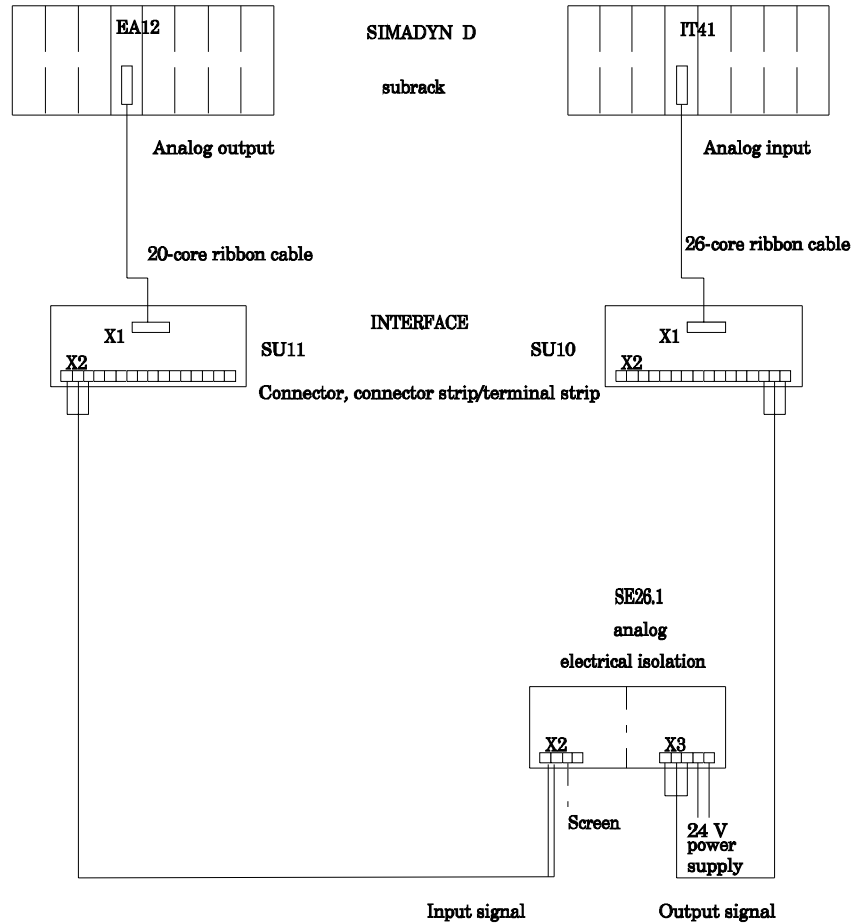 EA12
SIMADYN D
IT41
subrack
Analog output
Analog input
20-core ribbon cable
26-core ribbon cable
INTERFACE
X1
X1
SU11
SU10
X2
X2
Connector, connector strip/terminal strip
SE26.1
analog
electrical isolation
X2
X3
Screen
24 V
power
supply
Input signal
Output signal